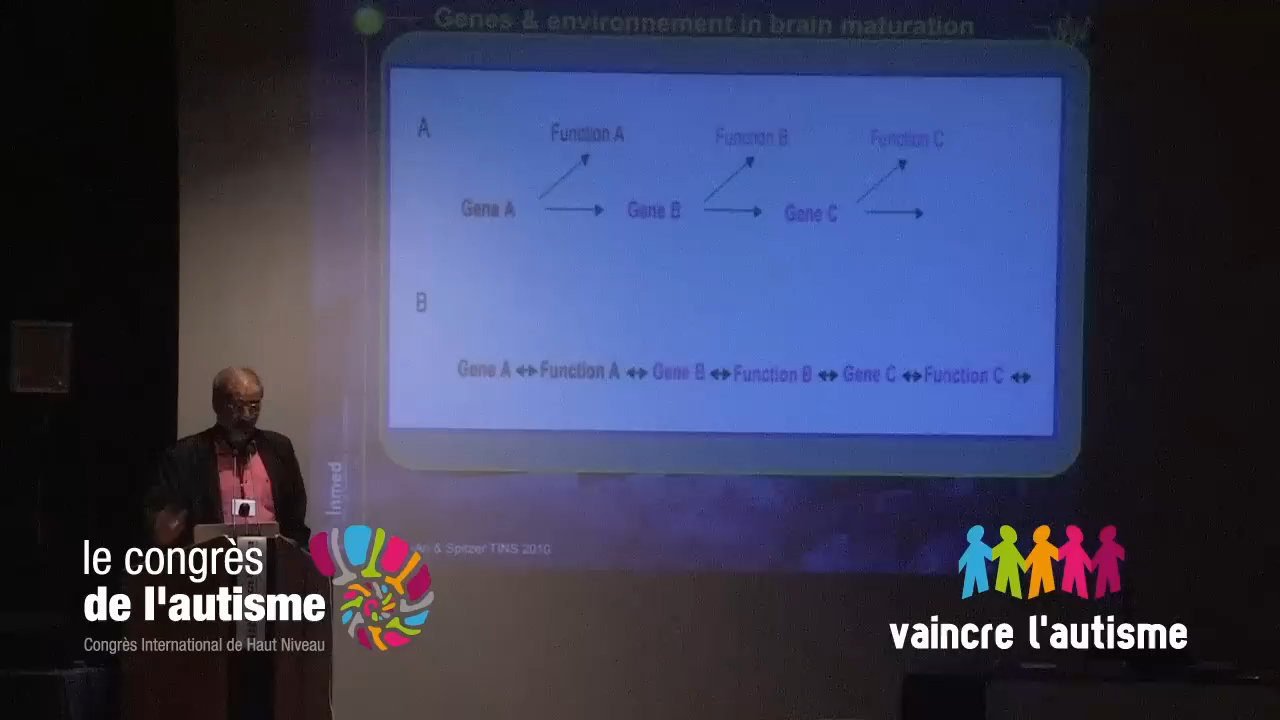 Genes & environnement in brain maturation
A
Function A
Function B
Function C
Gene A
Gene B
Gene C
B
Gene A ↔ Function A ↔ Gene B ↔ Function B ↔ Gene C ↔ Function C ↔
Inmed
& Spitzer TINS 2010
le congrès
de l'autisme
Congrès International de Haut Niveau
vaincre l'autisme